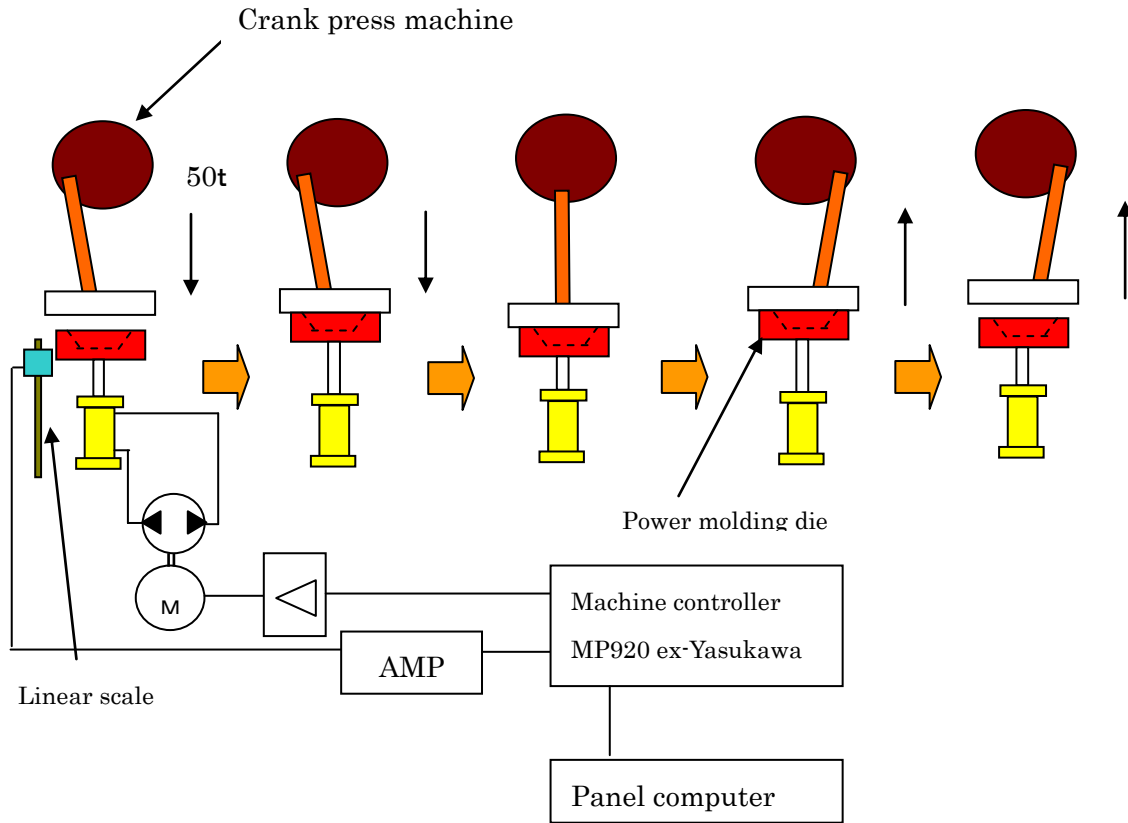 Crank press machine
50t
Power molding die
M
Machine controller
MP920 ex-Yasukawa
AMP
Linear scale
Panel computer